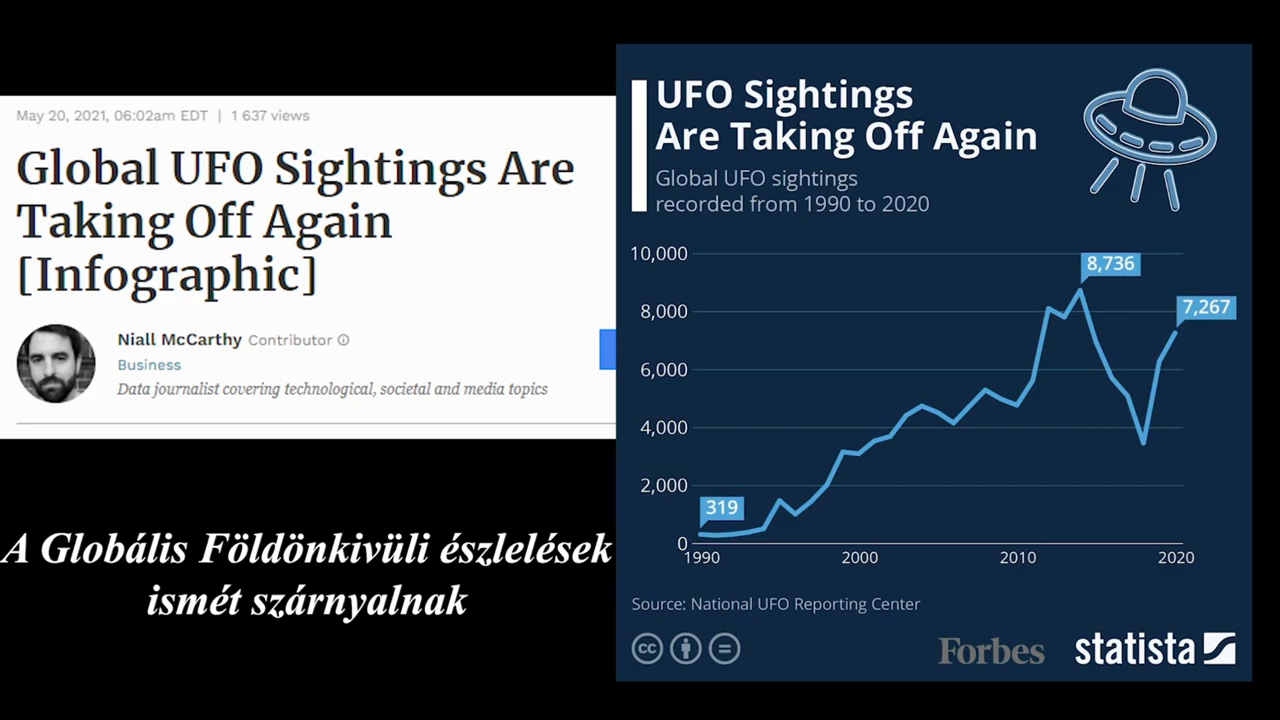 May 20, 2021, 06:02am EDT | 1 637 views
Global UFO Sightings Are
Taking Off Again
[Infographic]
Niall McCarthy Contributor
Business
Data journalist covering technological, societal and media topics
A Globális Földönkivüli észlelések
ismét szárnyalnak
UFO Sightings
Are Taking Off Again
Global UFO sightings
recorded from 1990 to 2020
10,000
8,736
8,000
7,267
6,000
4,000
2,000
319
0
1990 2000 2010 2020
Source: National UFO Reporting Center
cc
Forbes statista